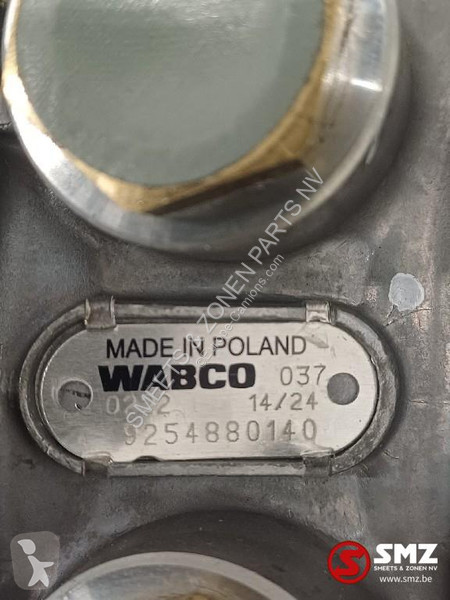 MADE IN POLAND
WABCO 037
14/24
9254880140
SMEETS & ZONEN PARTS NV
SMZ
SMEETS & ZONEN NV
www.smz.be